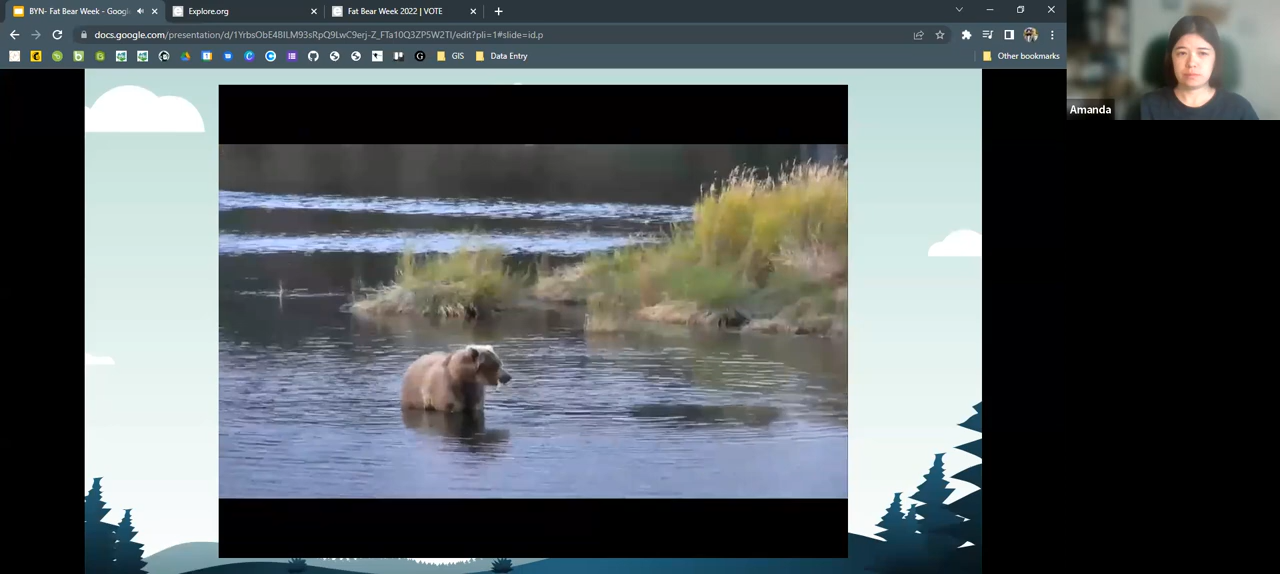 BYN- Fat Bear Week - Googl
Explore.org
Fat Bear Week 2022 | VOTE
docs.google.com/presentation/d/1YrbsObE4BILM93sRpQ9LwC9erj-Z_FTa10Q3ZP5W2TI/edit?pli=1#slide=id.p
GIS
Data Entry
Other bookmarks
Amanda